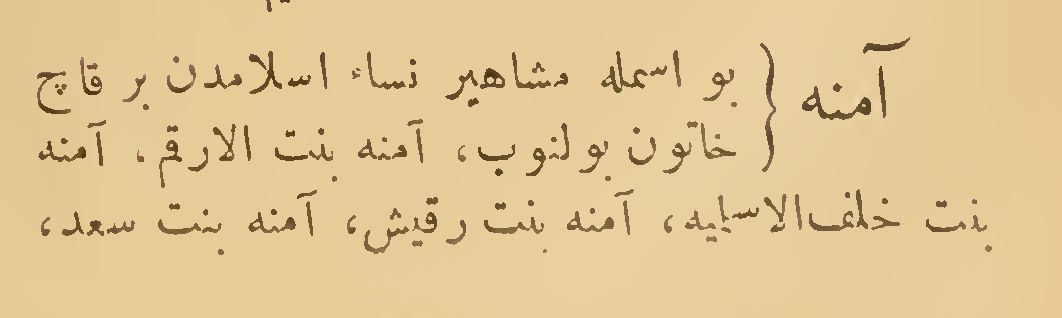 آمنه } بو اسمله مشاهیر نساء اسلامدن بر قاچ
خاتون بولنوب، آمنه بنت الارقم، آمنه
بنت خلف الاسلمیه، آمنه بنت رقیش، آمنه بنت سعد،